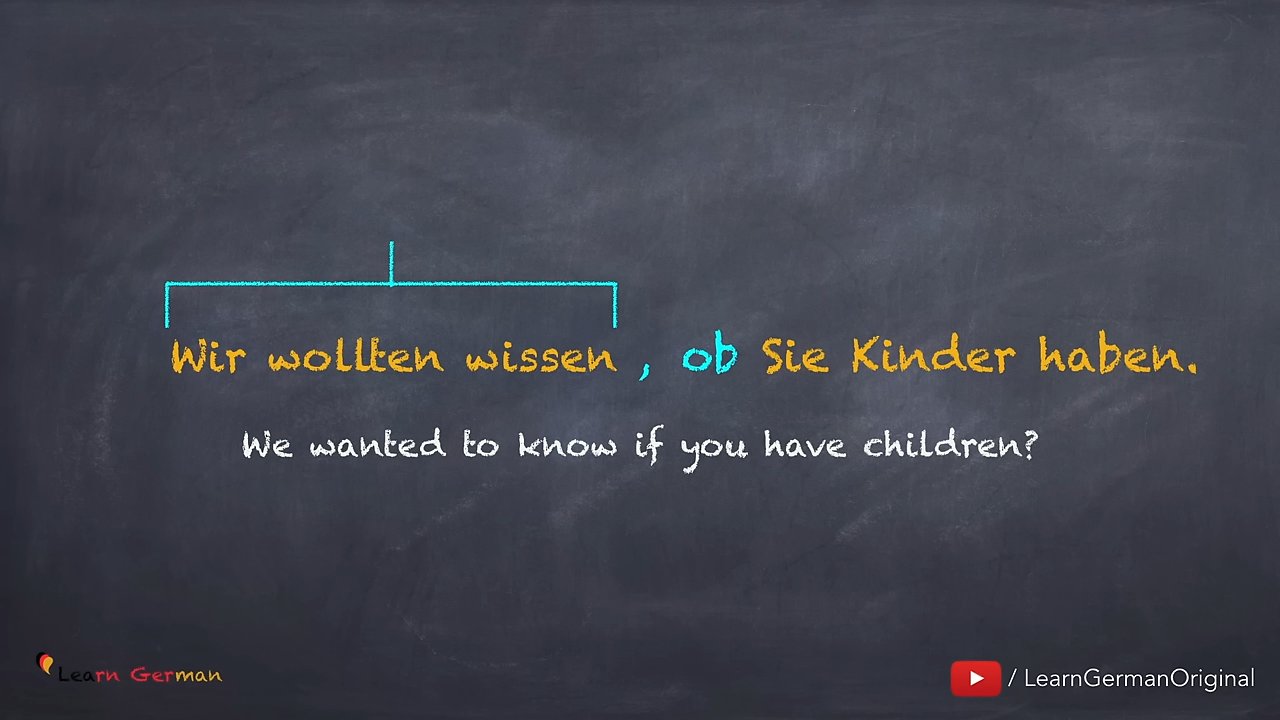 Wir wollten wissen , ob Sie Kinder haben.
We wanted to know if you have children?
Learn German
/ LearnGermanOriginal